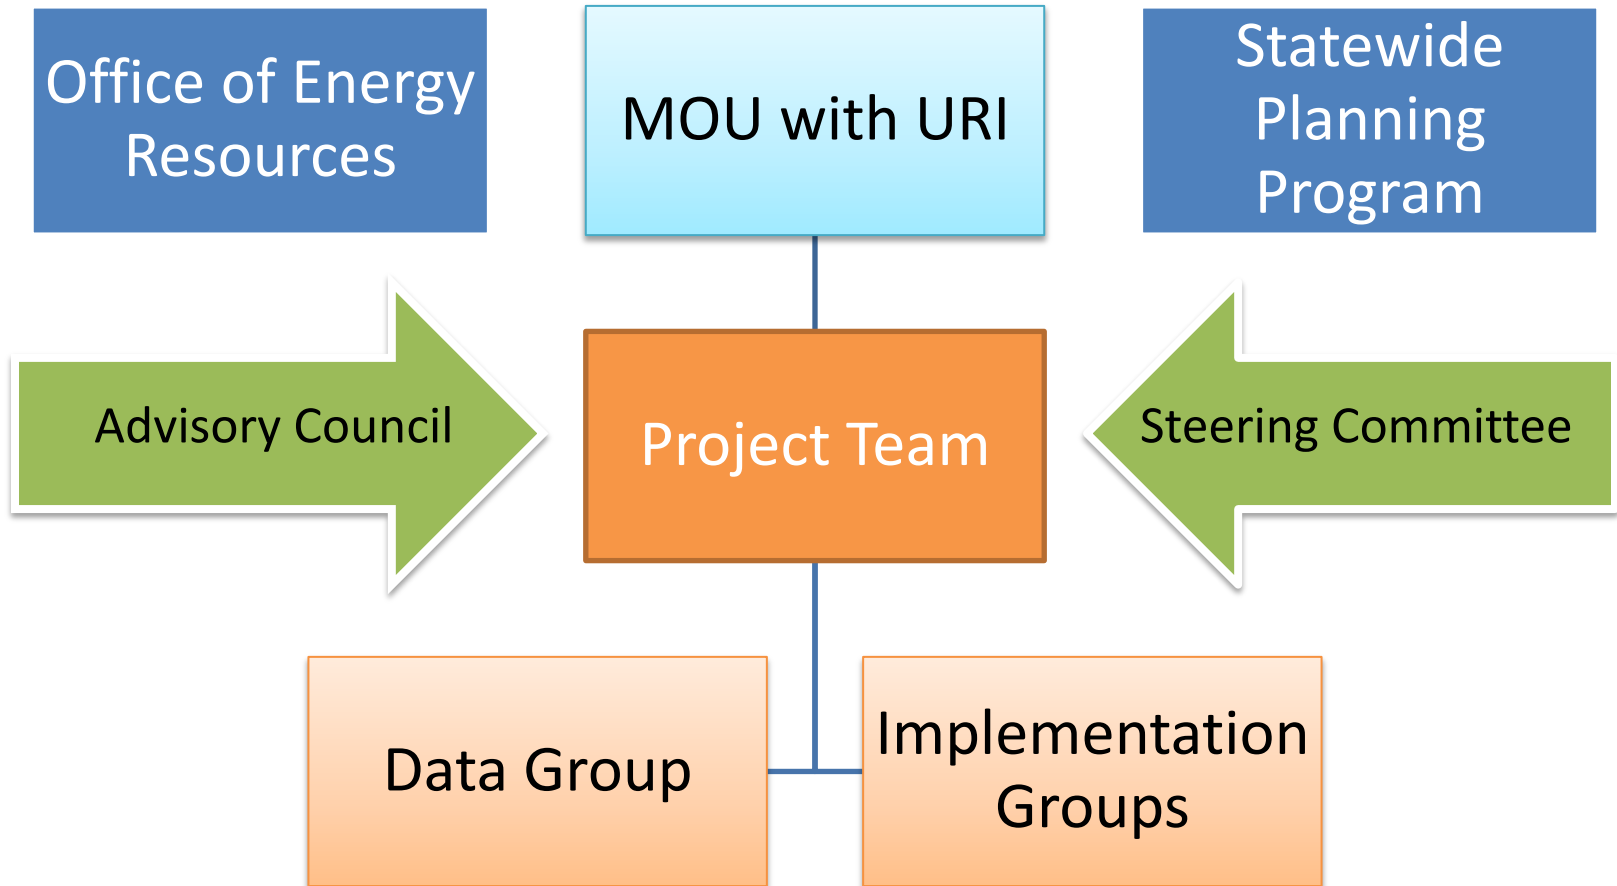 Office of Energy
Resources
MOU with URI
Statewide
Planning
Program
Advisory Council
Project Team
Steering Committee
Data Group
Implementation
Groups